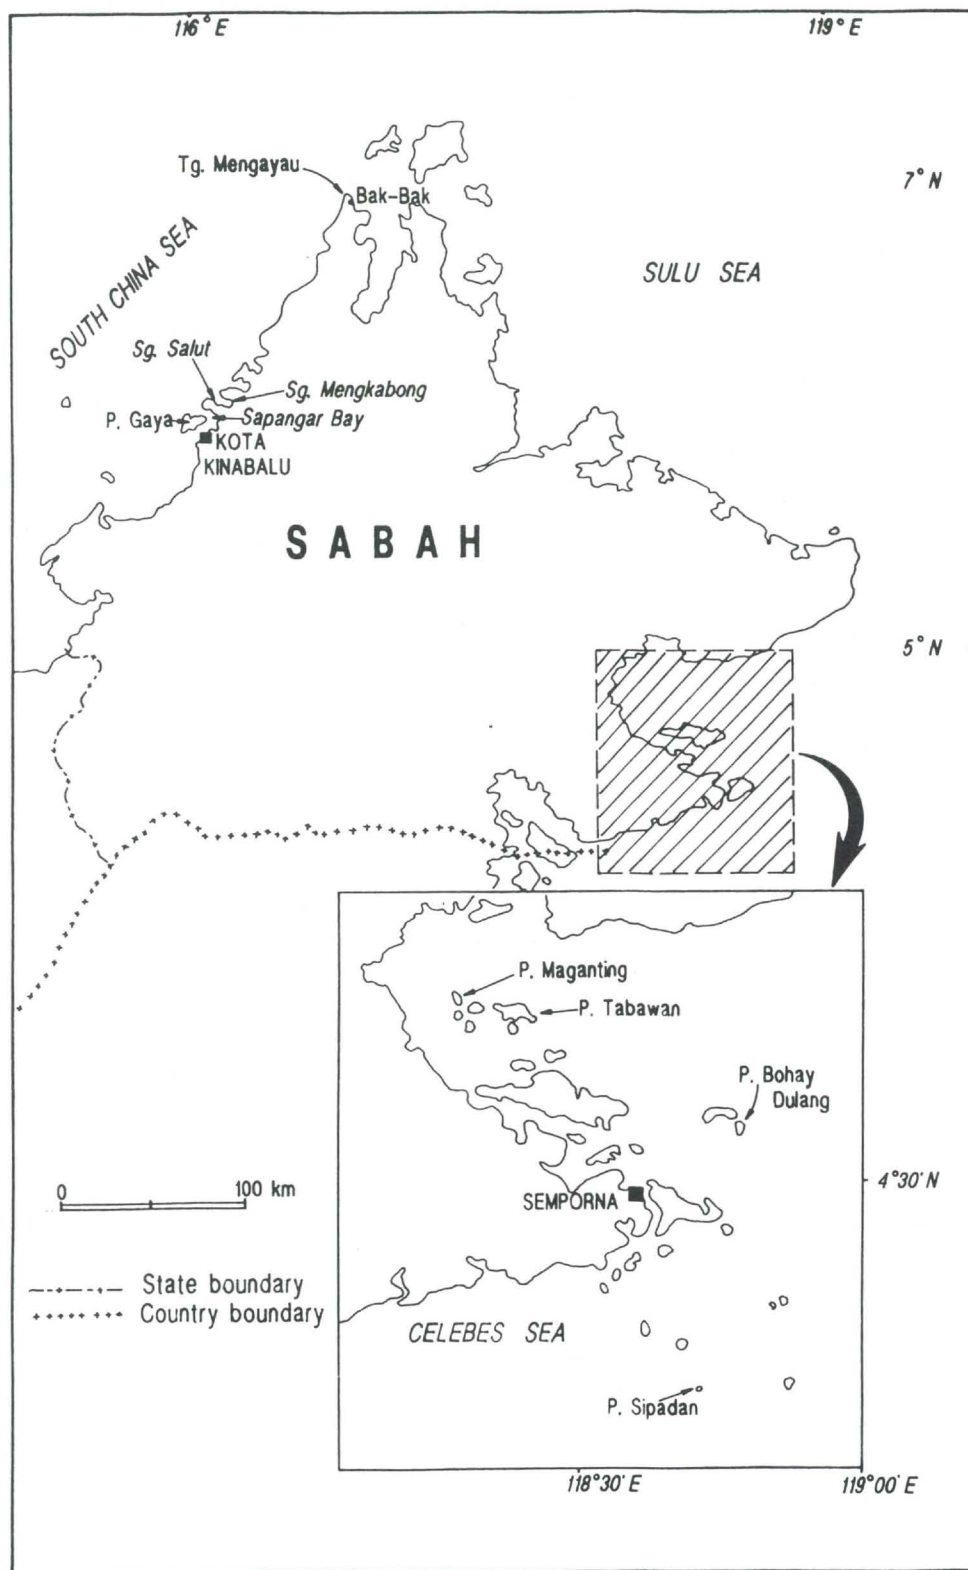 116° E
119° E
Tg. Mengayau
7° N
Bak-Bak
SOUTH CHINA SEA
SULU SEA
Sg. Salut
Sg. Mengkabong
P. Gaya
Sapangar Bay
KOTA
KINABALU
SABAH
5° N
P. Maganting
P. Tabawan
P. Bohay
Dulang
4°30' N
SEMPORNA
0
100 km
State boundary
Country boundary
CELEBES SEA
P. Sipadan
118°30' E
119°00' E